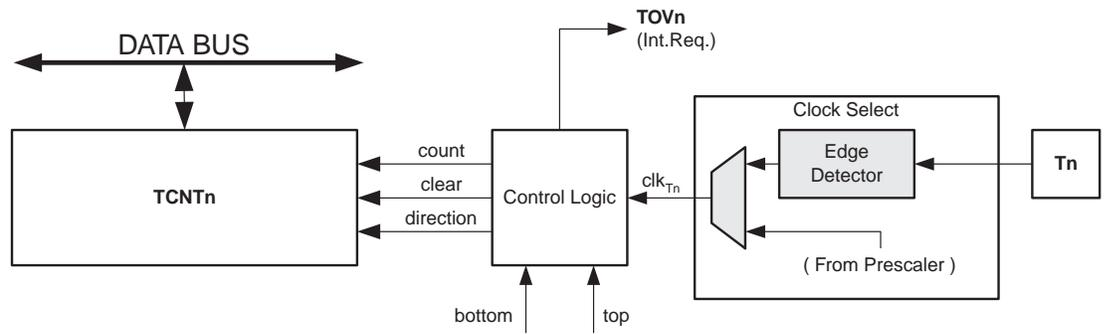 TOVn
(Int.Req.)
DATA BUS
Clock Select
count
clear
direction
TCNTn
Control Logic
clkTn
Edge
Detector
Tn
( From Prescaler )
bottom
top